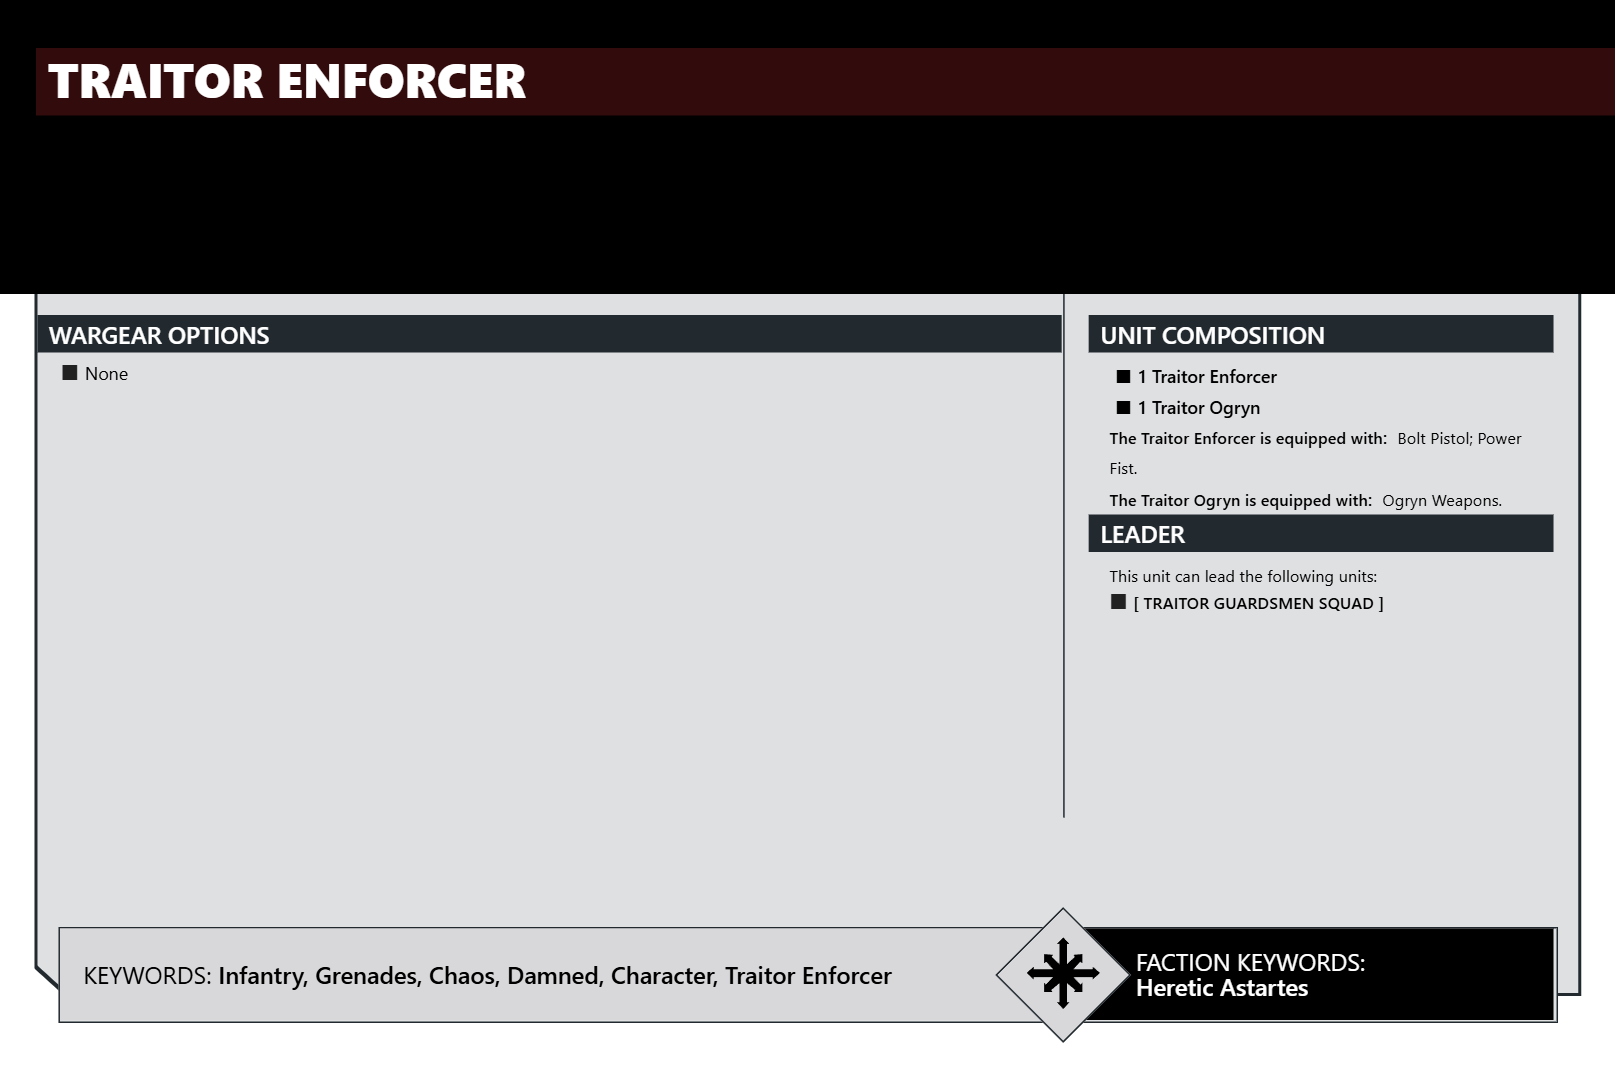 TRAITOR ENFORCER
WARGEAR OPTIONS
■ None
UNIT COMPOSITION
■ 1 Traitor Enforcer
■ 1 Traitor Ogryn
The Traitor Enforcer is equipped with: Bolt Pistol; Power
Fist.
The Traitor Ogryn is equipped with: Ogryn Weapons.
LEADER
This unit can lead the following units:
■ [ TRAITOR GUARDSMEN SQUAD ]
KEYWORDS: Infantry, Grenades, Chaos, Damned, Character, Traitor Enforcer
FACTION KEYWORDS:
Heretic Astartes